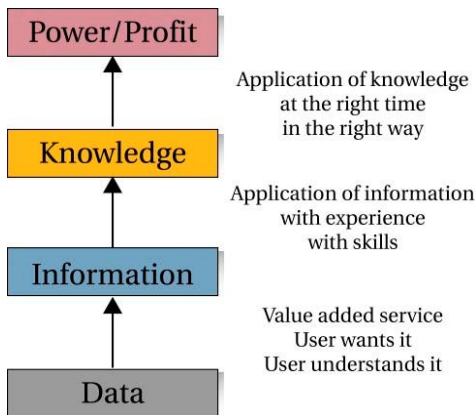 Power/Profit
Application of knowledge
at the right time
in the right way
Knowledge
Application of information
with experience
with skills
Information
Value added service
User wants it
User understands it
Data